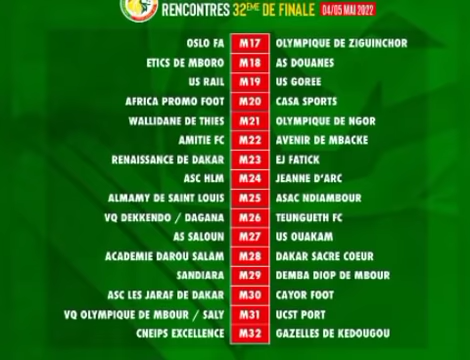 RENCONTRES 32ÈME DE FINALE 04/05 MAI 2022
OSLO FA M17 OLYMPIQUE DE ZIGUINCHOR
ETICS DE MBORO M18 AS DOUANES
US RAIL M19 US GOREE
AFRICA PROMO FOOT M20 CASA SPORTS
WALLIDANE DE THIES M21 OLYMPIQUE DE NGOR
AMITIE FC M22 AVENIR DE MBACKE
RENAISSANCE DE DAKAR M23 EJ FATICK
ASC HLM M24 JEANNE D'ARC
ALMAMY DE SAINT LOUIS M25 ASAC NDIAMBOUR
VQ DEKKENDO / DAGANA M26 TEUNGUETH FC
AS SALOUN M27 US OUAKAM
ACADEMIE DAROU SALAM M28 DAKAR SACRE COEUR
SANDIARA M29 DEMBA DIOP DE MBOUR
ASC LES JARAF DE DAKAR M30 CAYOR FOOT
VQ OLYMPIQUE DE MBOUR / SALY M31 UCST PORT
CNEIPS EXCELLENCE M32 GAZELLES DE KEDOUGOU